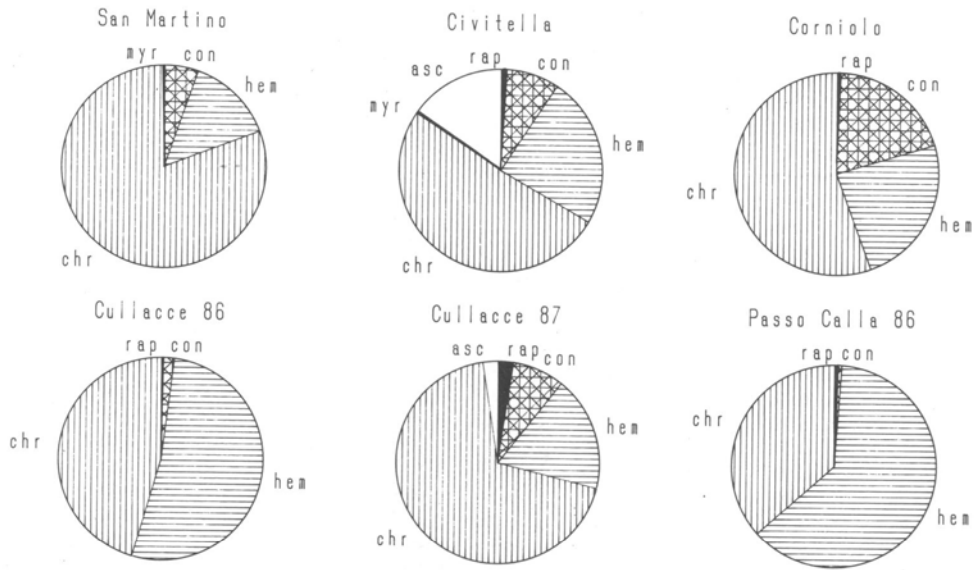 San Martino
myr con
hem
chr
Civitella
rap
asc con
myr
hem
chr
Corniolo
rap
con
chr
hem
Cullacce 86
rap con
chr
hem
Cullacce 87
asc rap con
hem
chr
Passo Calla 86
rap con
chr
hem